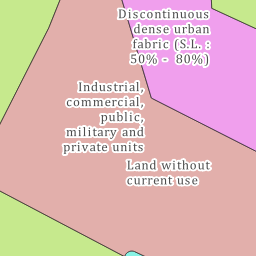 Discontinuous
dense urban
fabric (S.L. :
50% - 80%)
Industrial,
commercial,
public,
military and
private units
Land without
current use